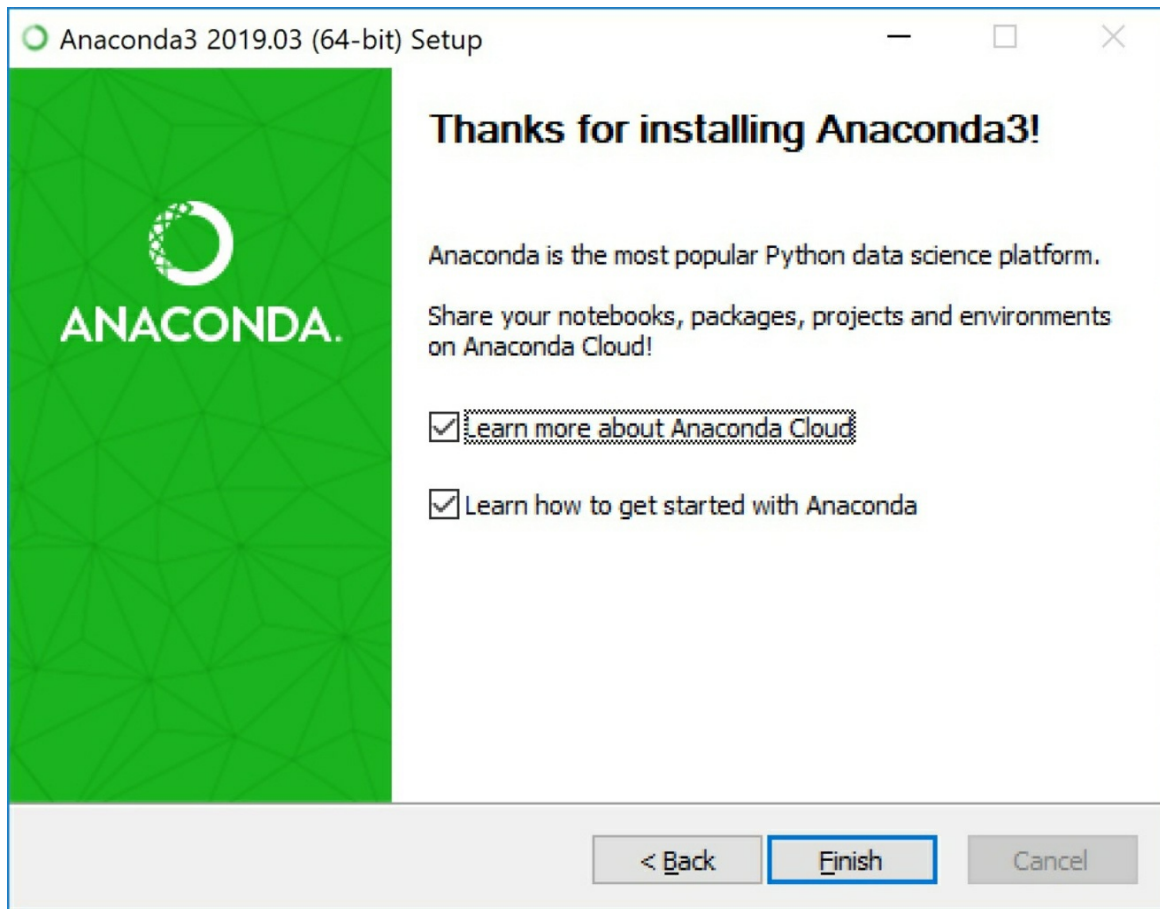 Anaconda3 2019.03 (64-bit) Setup
ANACONDA.
Thanks for installing Anaconda3!
Anaconda is the most popular Python data science platform.
Share your notebooks, packages, projects and environments
on Anaconda Cloud!
Learn more about Anaconda Cloud
Learn how to get started with Anaconda
< Back
Finish
Cancel